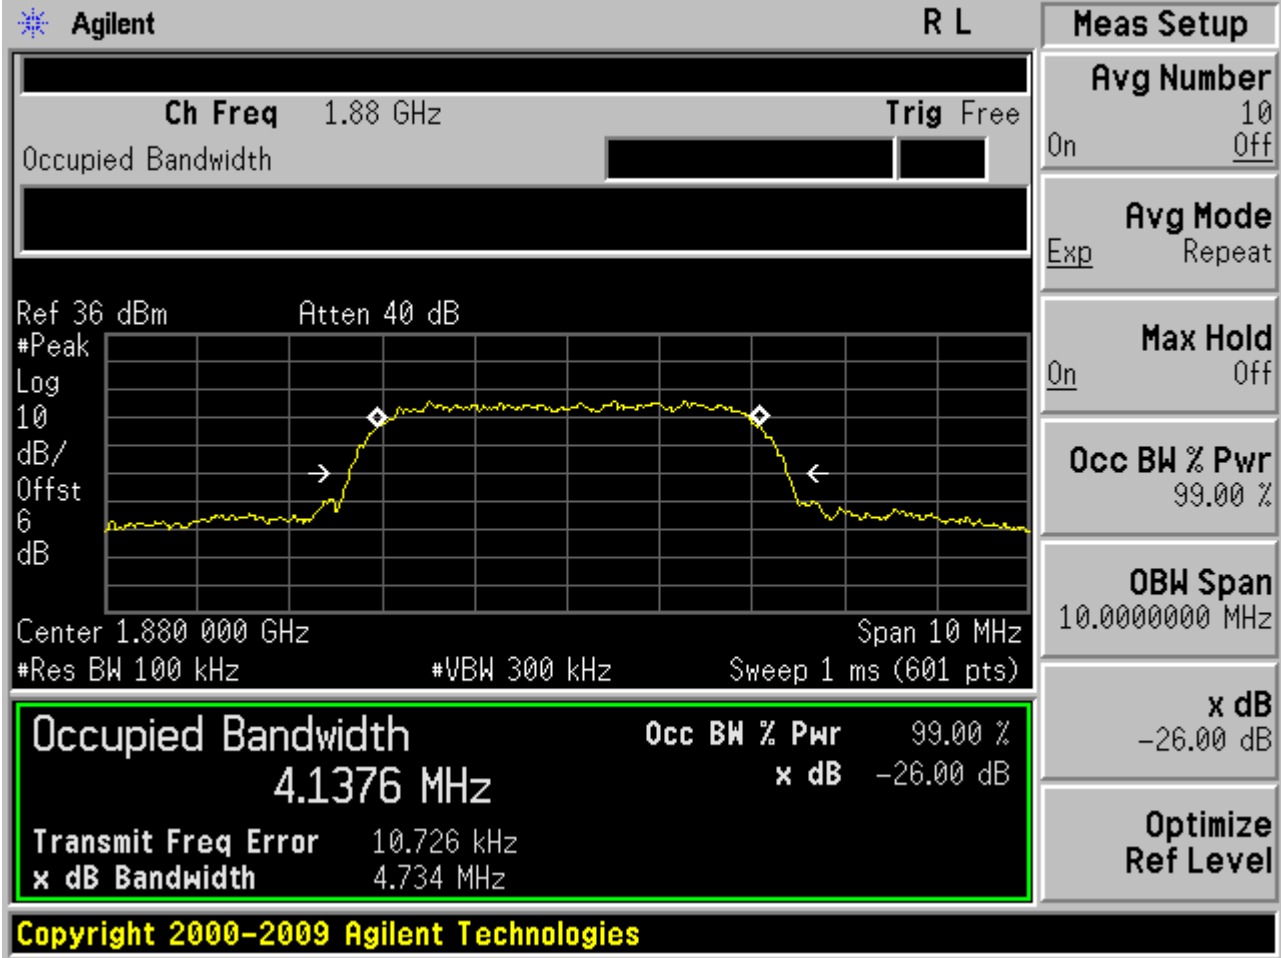 Agilent R L
Ch Freq 1.88 GHz Trig Free
Occupied Bandwidth
Ref 36 dBm Atten 40 dB
#Peak
Log
10
dB/
Offst
6
dB
Center 1.880 000 GHz Span 10 MHz
#Res BW 100 kHz #VBW 300 kHz Sweep 1 ms (601 pts)
Occupied Bandwidth Occ BW % Pwr 99.00 %
4.1376 MHz x dB -26.00 dB
Transmit Freq Error 10.726 kHz
x dB Bandwidth 4.734 MHz
Copyright 2000-2009 Agilent Technologies
Meas Setup
Avg Number
10
On Off
Avg Mode
Exp Repeat
Max Hold
On Off
Occ BW % Pwr
99.00 %
OBW Span
10.0000000 MHz
x dB
-26.00 dB
Optimize
Ref Level